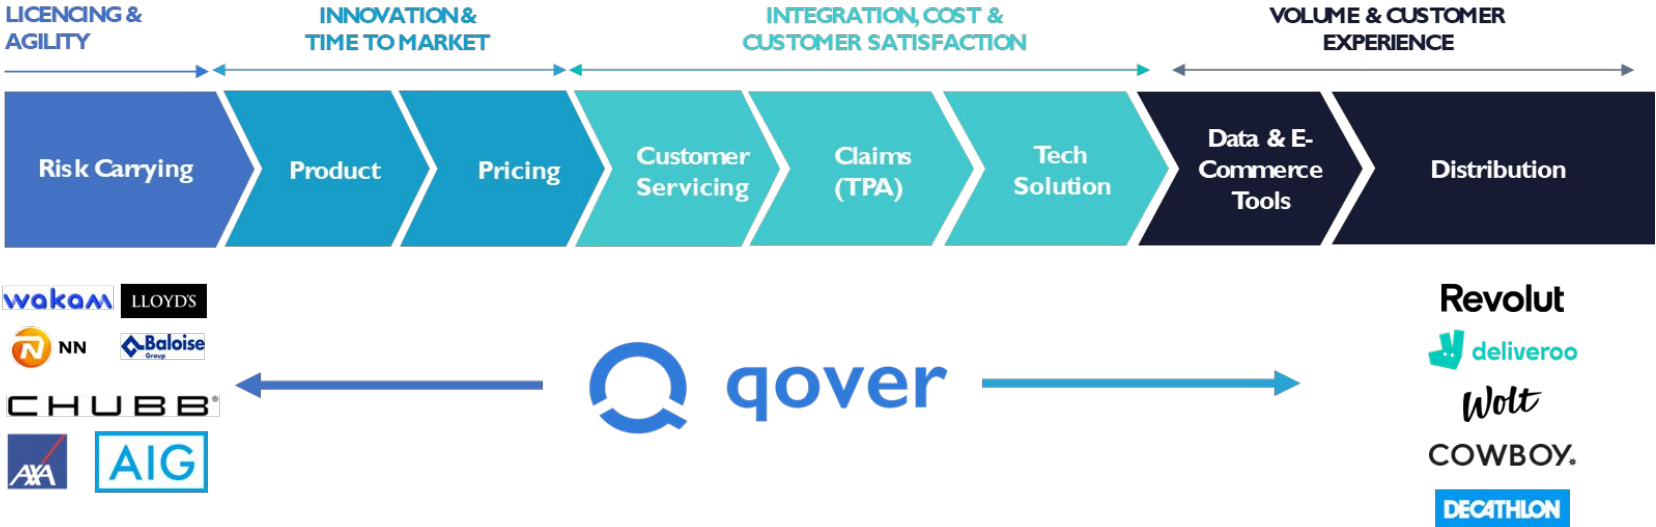 LICENCING &
AGILITY
INNOVATION &
TIME TO MARKET
INTEGRATION, COST &
CUSTOMER SATISFACTION
VOLUME & CUSTOMER
EXPERIENCE
Risk Carrying
Product
Pricing
Customer
Servicing
Claims
(TPA)
Tech
Solution
Data & E-
Commerce
Tools
Distribution
wakam
LLOYD'S
NN
Baloise
Group
CHUBB®
AXA
AIG
qover
Revolut
deliveroo
Wolt
COWBOY
DECATHLON